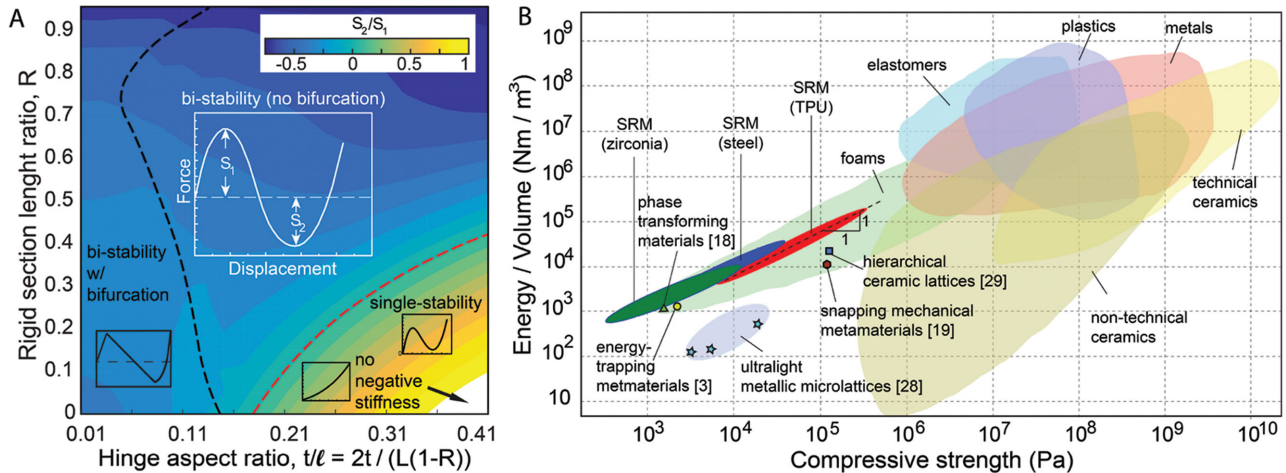 A
S₂/S₁
-0.5
0
0.5
1
bi-stability (no bifurcation)
Force
S₁
S₂
Displacement
bi-stability
w/
bifurcation
single-stability
0
no
negative
stiffness
Rigid section lenght ratio, R
0.9
0.8
0.7
0.6
0.5
0.4
0.3
0.2
0.1
0
0.01
0.11
0.21
0.31
0.41
Hinge aspect ratio, t/ℓ = 2t / (L(1-R))
B
Energy / Volume (Nm / m³)
10⁹
10⁸
10⁷
10⁶
10⁵
10⁴
10³
10²
10
plastics
metals
elastomers
SRM
(TPU)
SRM
(zirconia)
SRM
(steel)
foams
technical
ceramics
phase
transforming
materials [18]
1
1
hierarchical
ceramic lattices [29]
snapping mechanical
metamaterials [19]
non-technical
ceramics
energy-
trapping
metmaterials [3]
ultralight
metallic microlattices [28]
10³
10⁴
10⁵
10⁶
10⁷
10⁸
10⁹
10¹⁰
Compressive strength (Pa)